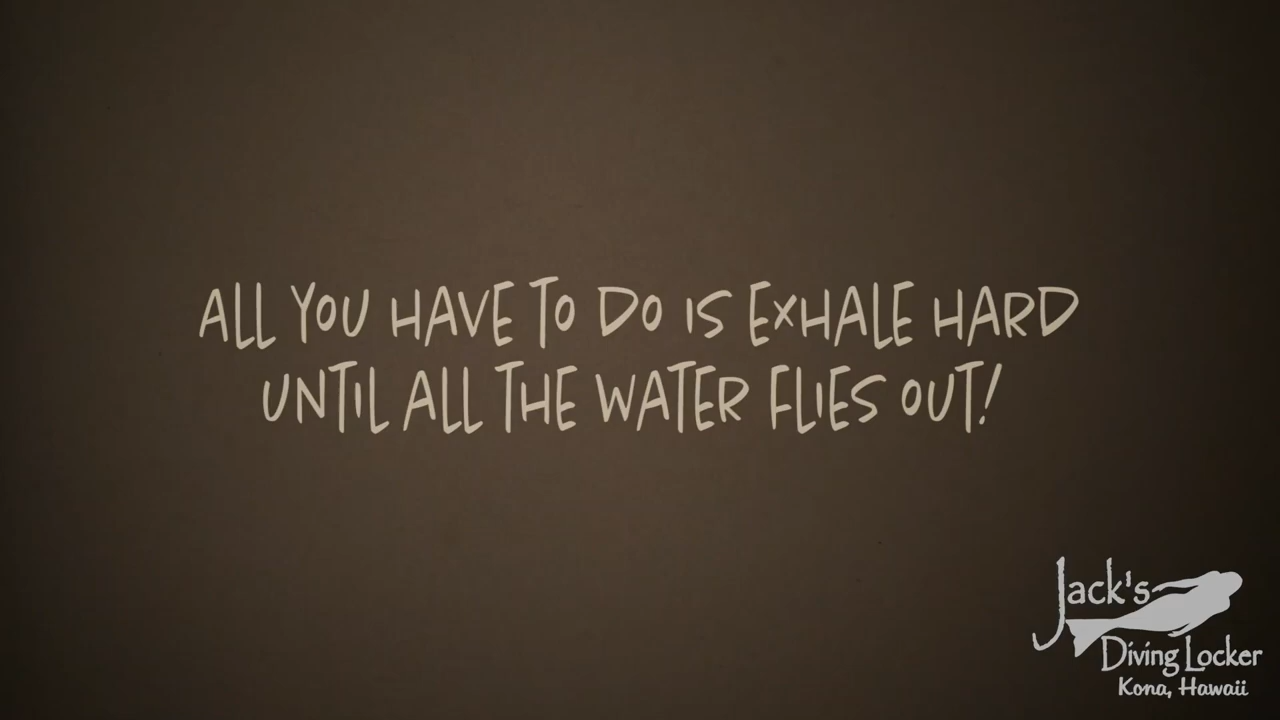 ALL YOU HAVE TO DO IS EXHALE HARD
UNTIL ALL THE WATER FLIES OUT!
Jack's
Diving Locker
Kona, Hawaii